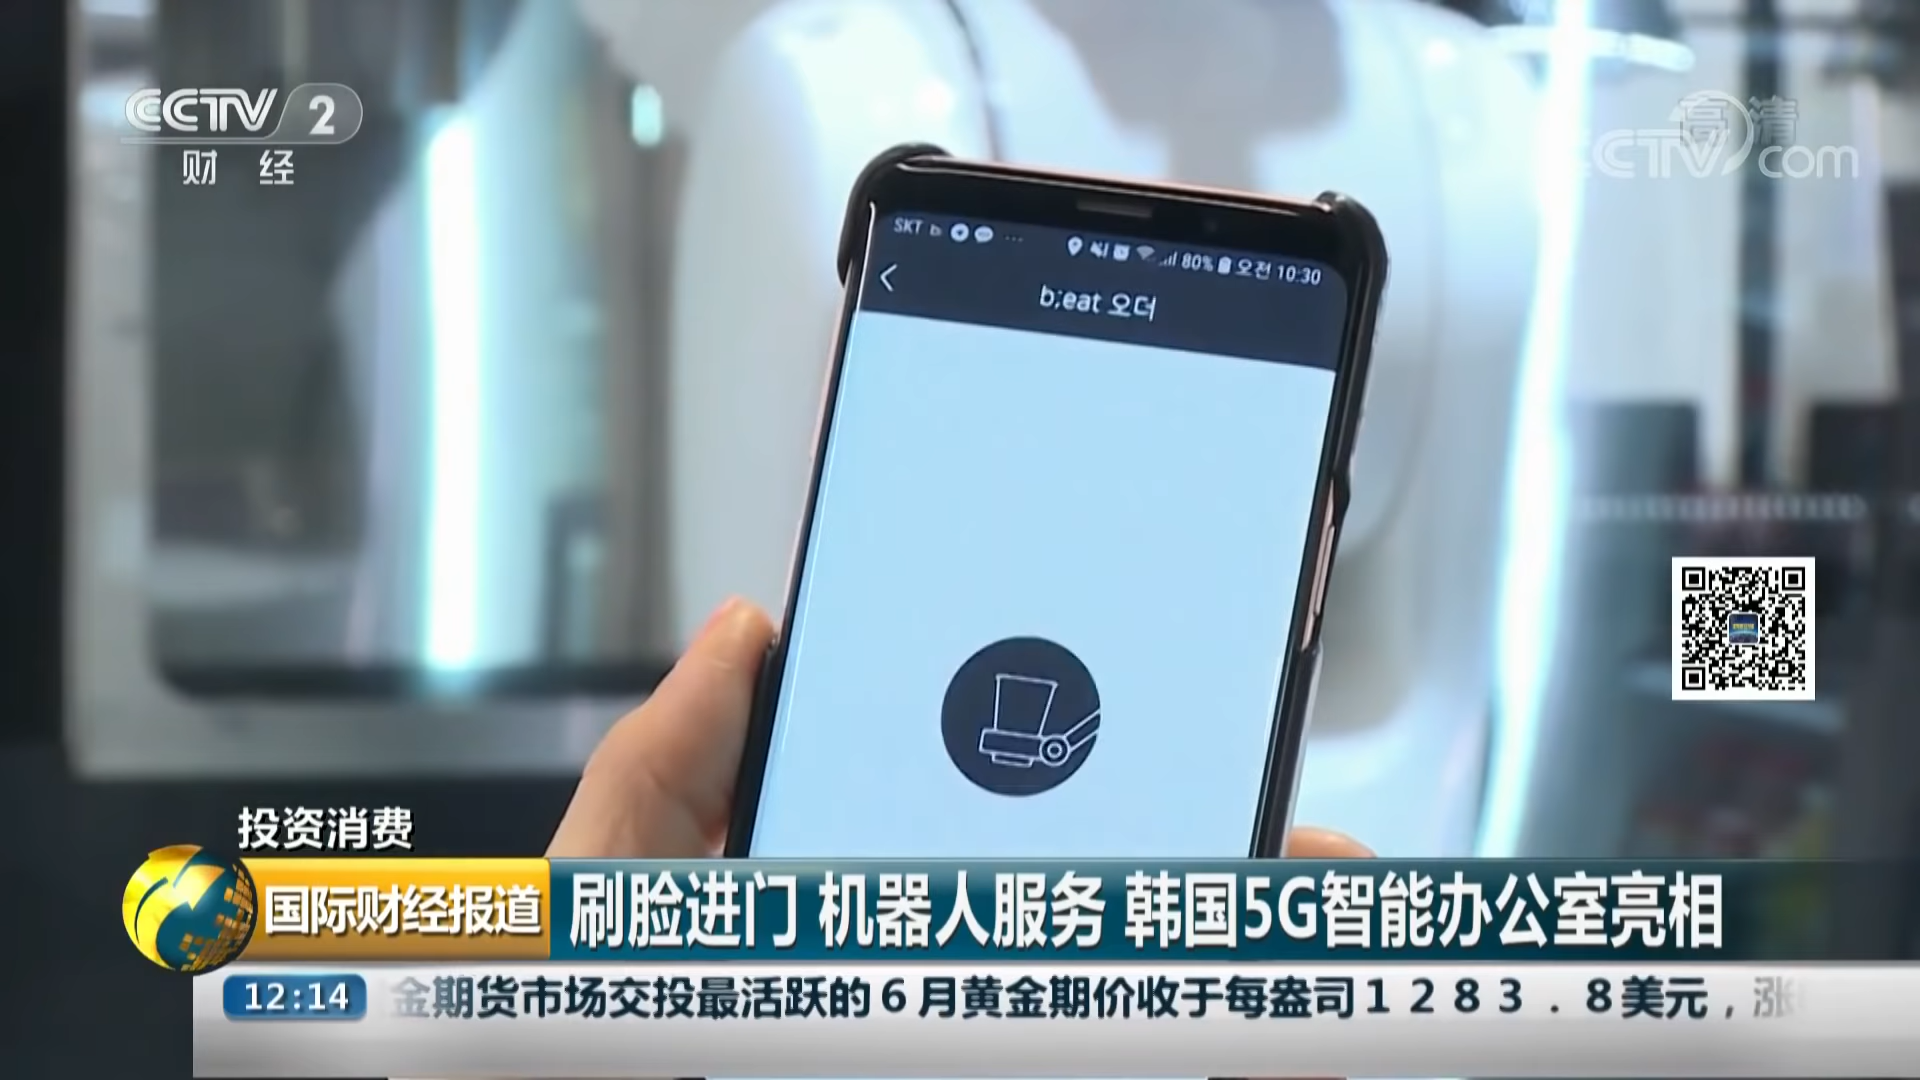 CCTV 2
财 经
高清
CCTV com
SKT 80% 오전 10:30
b;eat 오더
投资消费
国际财经报道
刷脸进门 机器人服务 韩国5G智能办公室亮相
12:14 金期货市场交投最活跃的6月黄金期价收于每盎司1283.8美元，涨